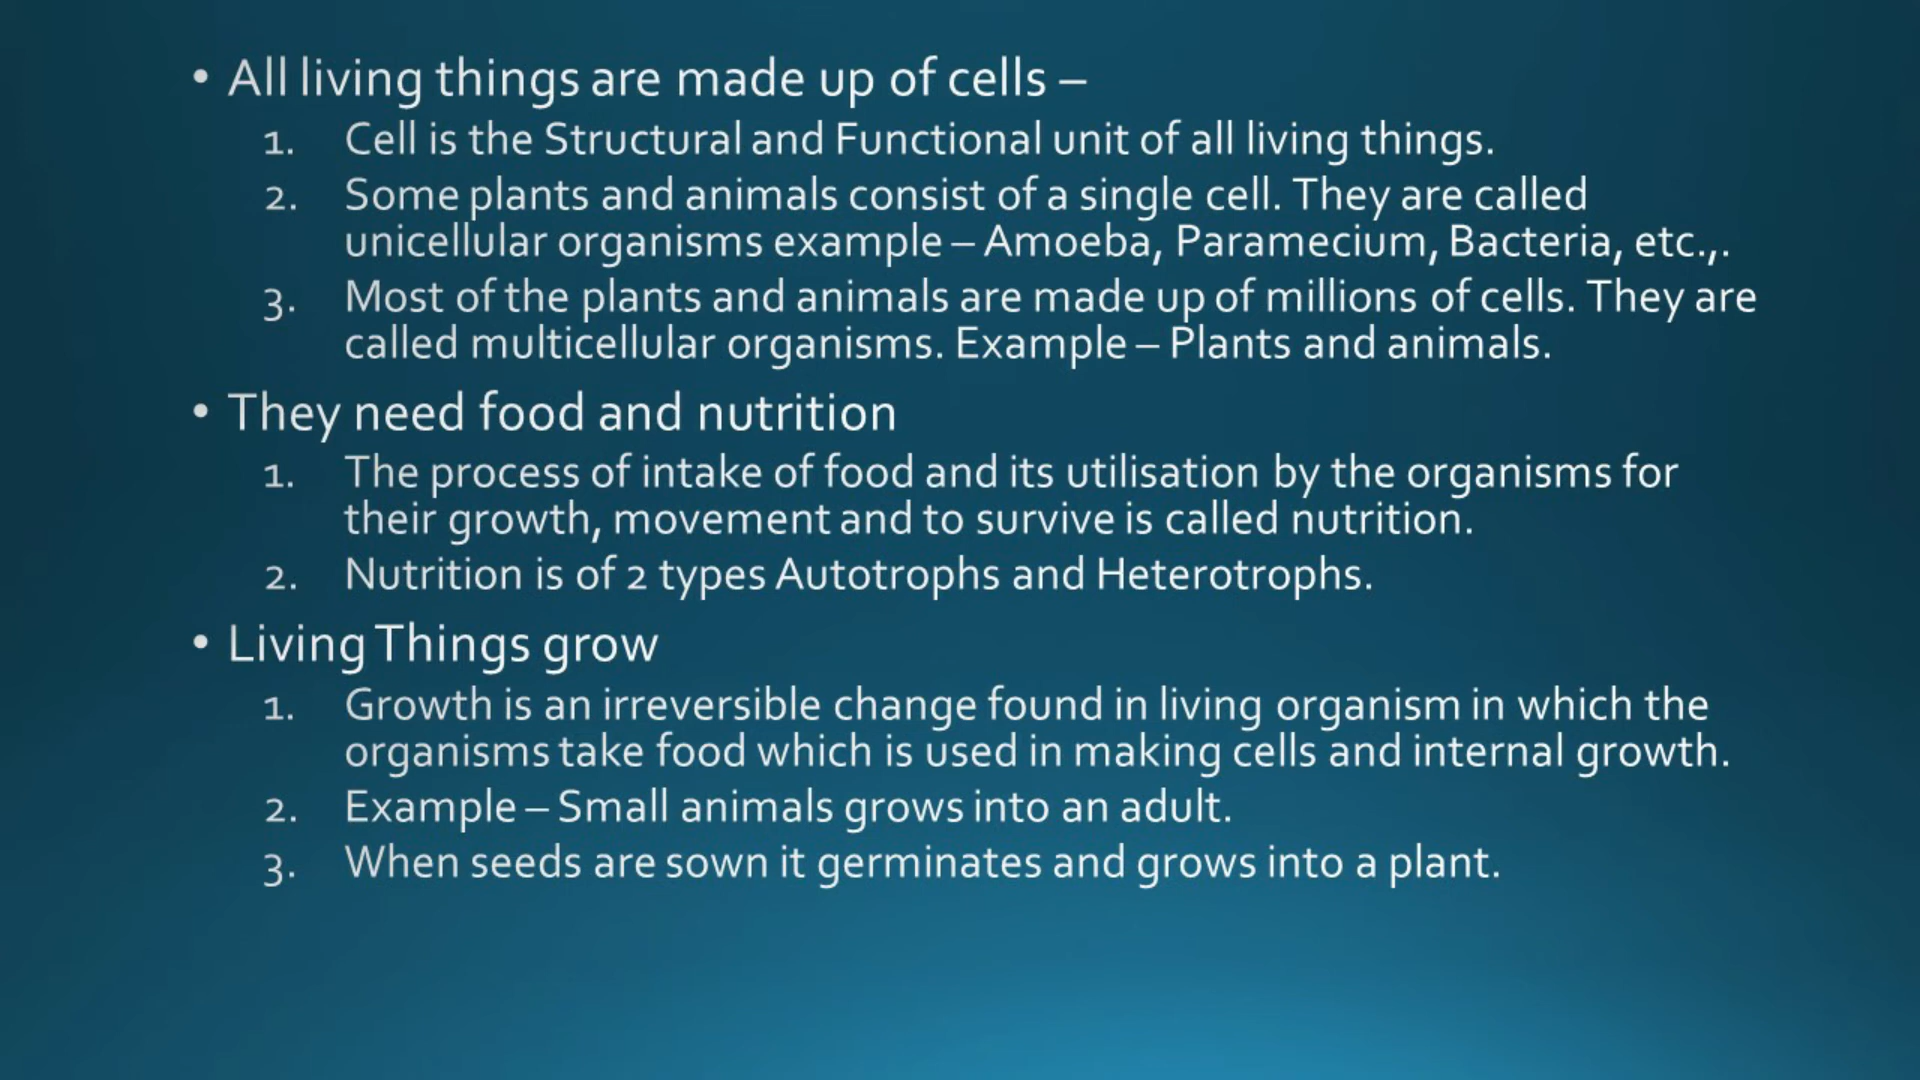 • All living things are made up of cells –
1. Cell is the Structural and Functional unit of all living things.
2. Some plants and animals consist of a single cell. They are called
unicellular organisms example – Amoeba, Paramecium, Bacteria, etc.,.
3. Most of the plants and animals are made up of millions of cells. They are
called multicellular organisms. Example – Plants and animals.
• They need food and nutrition
1. The process of intake of food and its utilisation by the organisms for
their growth, movement and to survive is called nutrition.
2. Nutrition is of 2 types Autotrophs and Heterotrophs.
• Living Things grow
1. Growth is an irreversible change found in living organism in which the
organisms take food which is used in making cells and internal growth.
2. Example – Small animals grows into an adult.
3. When seeds are sown it germinates and grows into a plant.